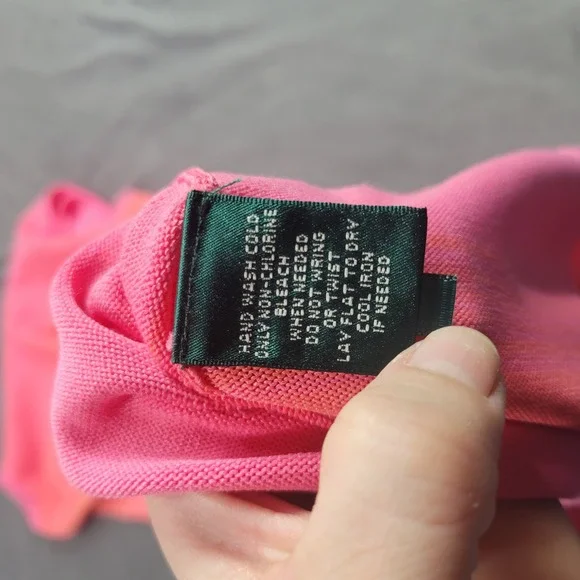 HAND WASH COLD
ONLY NON-CHLORINE
BLEACH
WHEN NEEDED
DO NOT WRING
OR TWIST
LAY FLAT TO DRY
COOL IRON
IF NEEDED